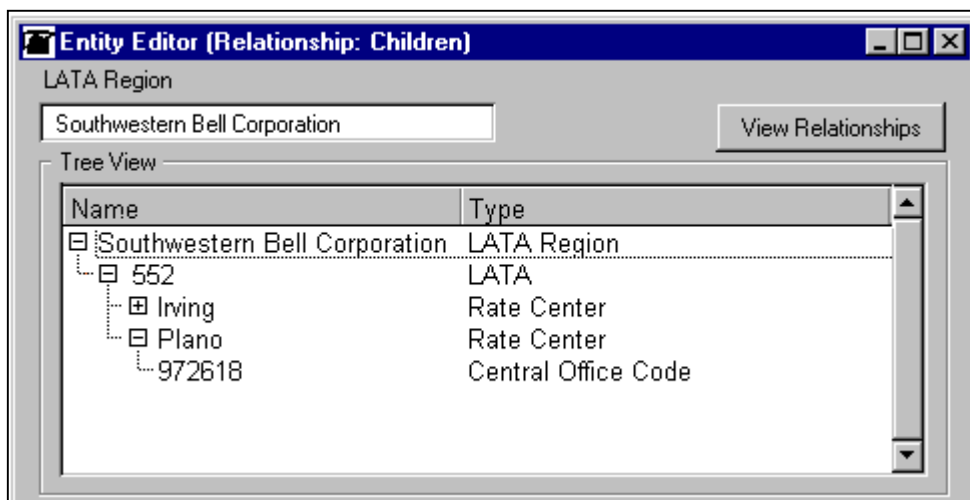 Entity Editor (Relationship: Children)
LATA Region
Southwestern Bell Corporation View Relationships
Tree View
Name Type
Southwestern Bell Corporation LATA Region
552 LATA
Irving Rate Center
Plano Rate Center
972618 Central Office Code